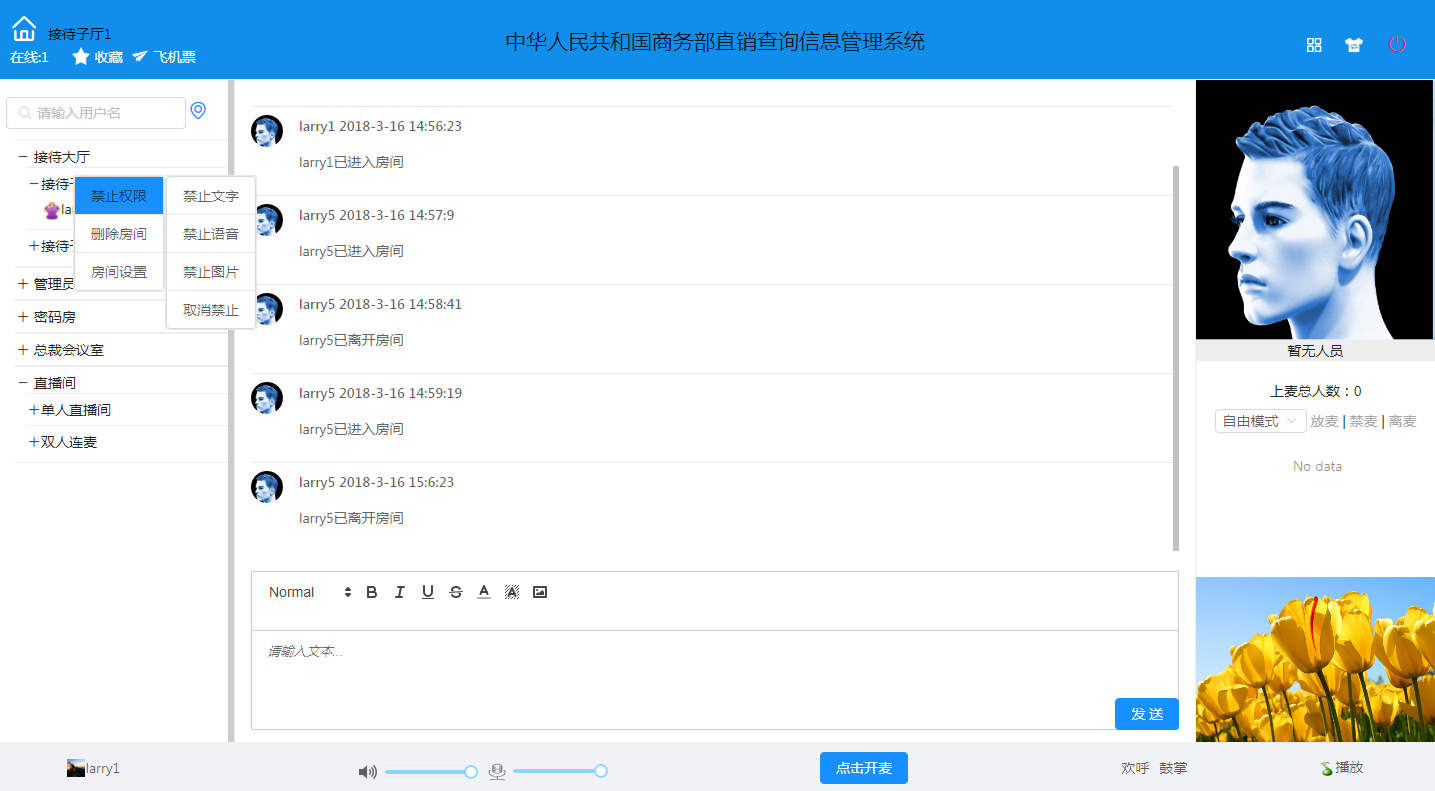 接待子厅1
在线:1 收藏 飞机票
中华人民共和国商务部直销查询信息管理系统
请输入用户名
接待大厅
接待子
la
接待子
管理员
密码房
总裁会议室
直播间
单人直播间
双人连麦
禁止权限
删除房间
房间设置
禁止文字
禁止语音
禁止图片
取消禁止
larry1 2018-3-16 14:56:23
larry1已进入房间
larry5 2018-3-16 14:57:9
larry5已进入房间
larry5 2018-3-16 14:58:41
larry5已离开房间
larry5 2018-3-16 14:59:19
larry5已进入房间
larry5 2018-3-16 15:6:23
larry5已离开房间
Normal B I U S A A
请输入文本...
发 送
暂无人员
上麦总人数：0
自由模式 放麦 | 禁麦 | 离麦
No data
larry1
点击开麦
欢呼 鼓掌
播放